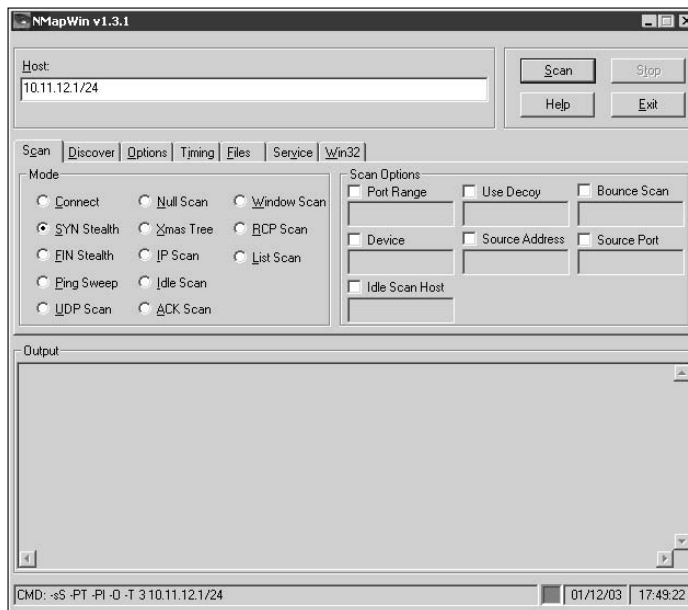 NMapWin v1.3.1
Host:
10.11.12.1/24
Scan
Stop
Help
Exit
Scan Discover Options Timing Files Service Win32
Mode
Connect
SYN Stealth
FIN Stealth
Ping Sweep
UDP Scan
Null Scan
Xmas Tree
IP Scan
Idle Scan
ACK Scan
Window Scan
RCP Scan
List Scan
Scan Options
Port Range
Use Decoy
Bounce Scan
Device
Source Address
Source Port
Idle Scan Host
Output
CMD: -sS -PT -PI -O -T 3 10.11.12.1/24
01/12/03
17:49:22